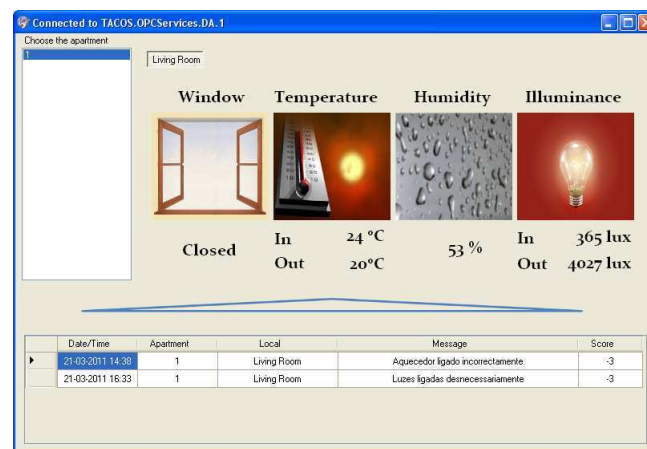 Connected to TACOS.OPCServices.DA.1
Choose the apartment
1
Living Room
Window Temperature Humidity Illuminance
Closed
In 24 ºC
Out 20ºC
53 %
In 365 lux
Out 4027 lux
Date/Time Apartment Local Message Score
21-03-2011 14:38 1 Living Room Aquecedor ligado incorrectamente -3
21-03-2011 16:33 1 Living Room Luzes ligadas desnecessariamente -3